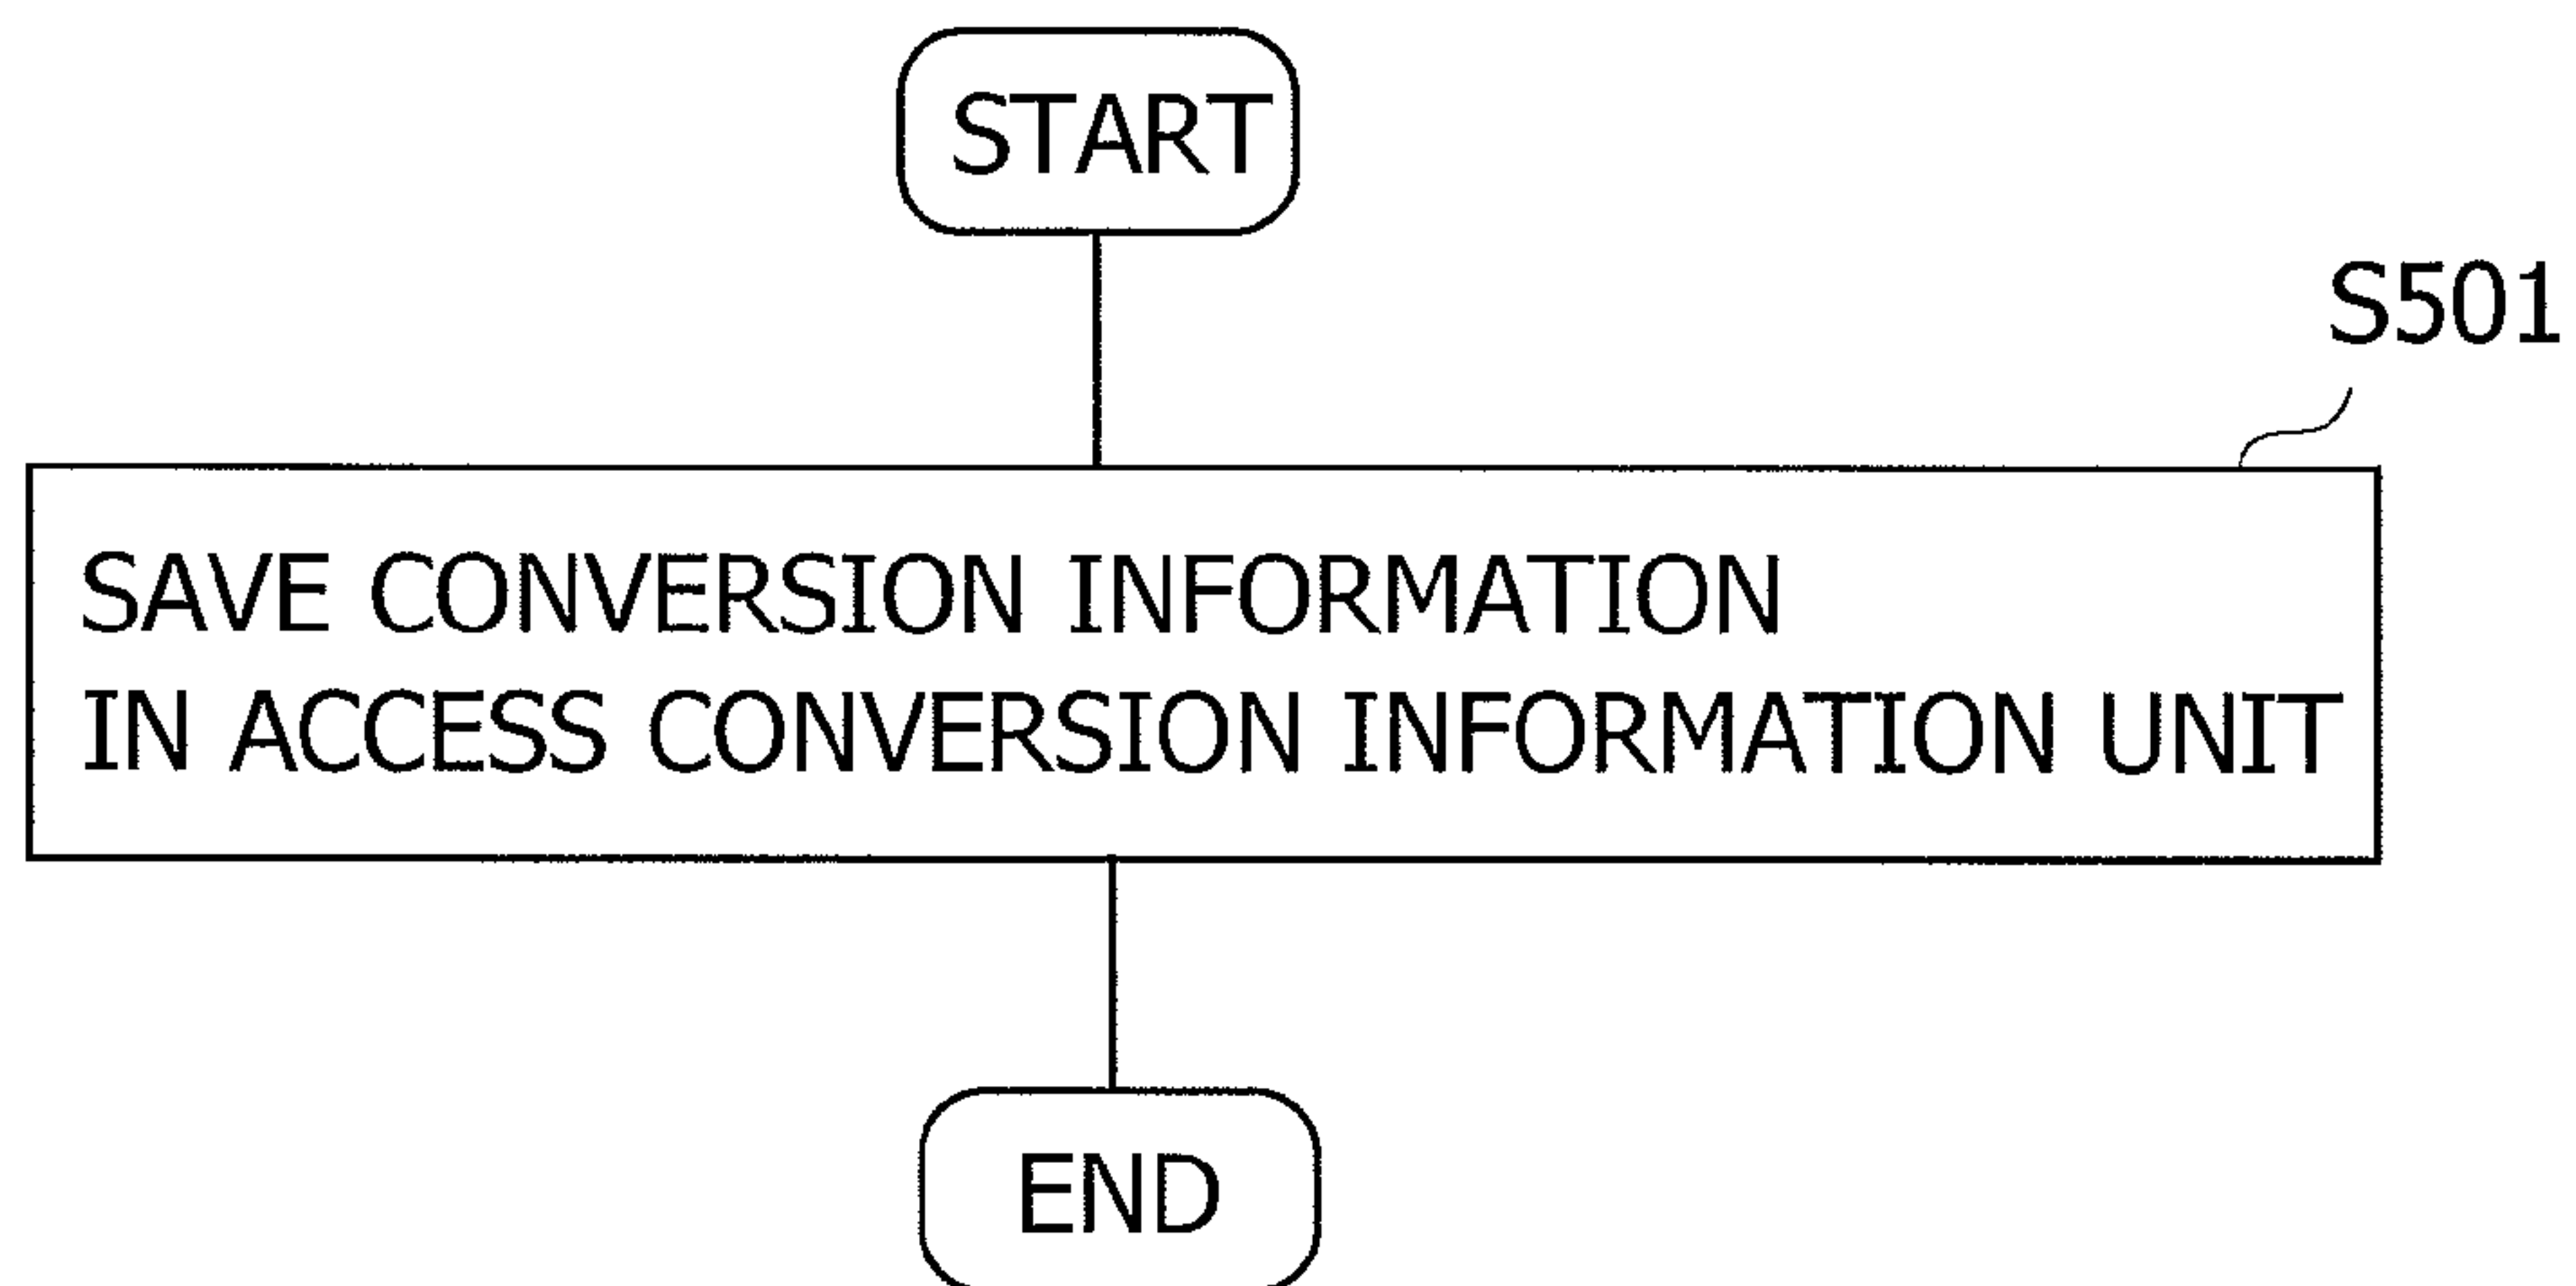 START
S501
SAVE CONVERSION INFORMATION
IN ACCESS CONVERSION INFORMATION UNIT
END